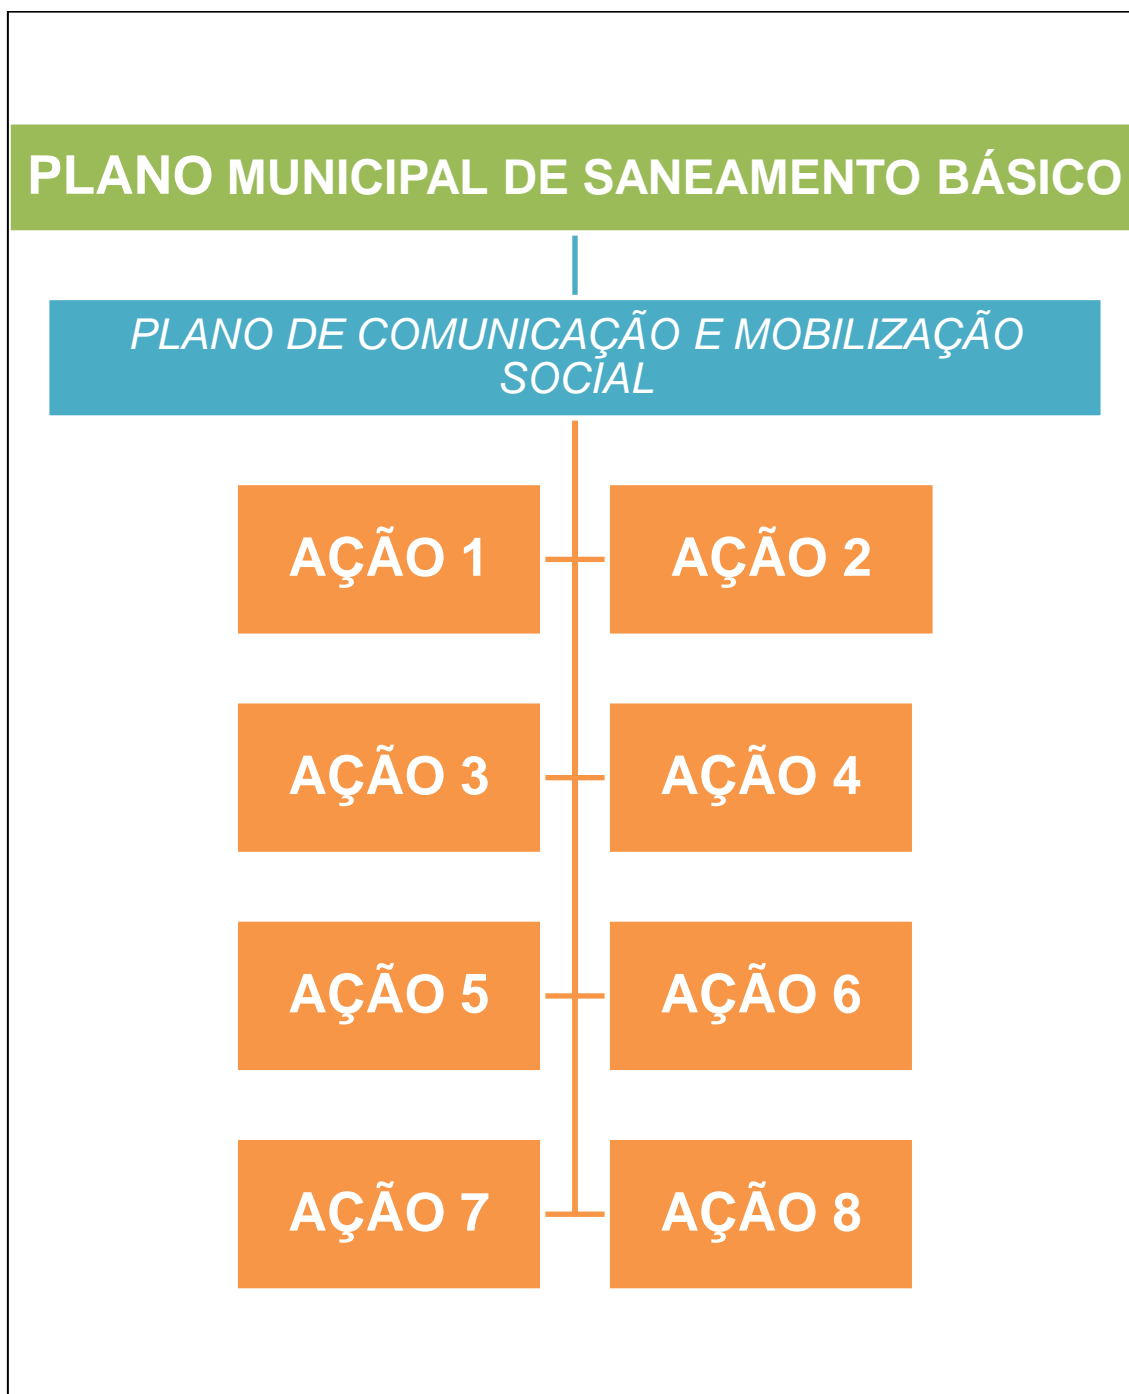 PLANO MUNICIPAL DE SANEAMENTO BÁSICO
PLANO DE COMUNICAÇÃO E MOBILIZAÇÃO
SOCIAL
AÇÃO 1
AÇÃO 2
AÇÃO 3
AÇÃO 4
AÇÃO 5
AÇÃO 6
AÇÃO 7
AÇÃO 8